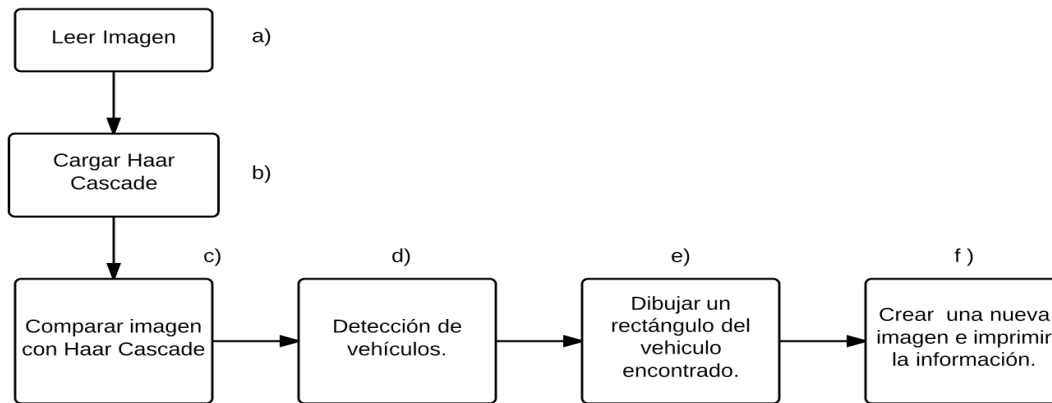 Leer Imagen
a)
Cargar Haar
Cascade
b)
c)
Comparar imagen
con Haar Cascade
d)
Detección de
vehículos.
e)
Dibujar un
rectángulo del
vehiculo
encontrado.
f )
Crear una nueva
imagen e imprimir
la información.